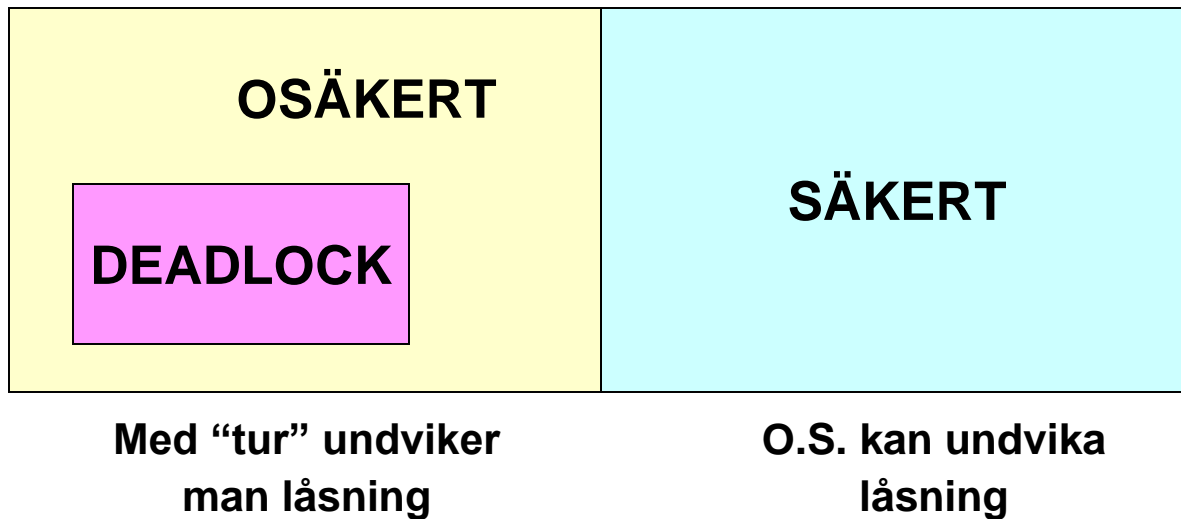 OSÄKERT
DEADLOCK
SÄKERT
Med “tur” undviker
man låsning
O.S. kan undvika
låsning